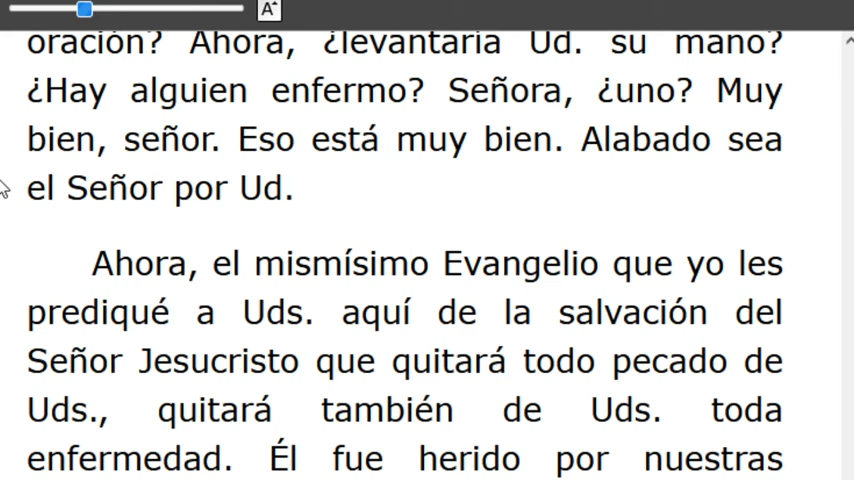 A
oración? Ahora, ¿levantaría Ud. su mano?
¿Hay alguien enfermo? Señora, ¿uno? Muy
bien, señor. Eso está muy bien. Alabado sea
el Señor por Ud.
Ahora, el mismísimo Evangelio que yo les
prediqué a Uds. aquí de la salvación del
Señor Jesucristo que quitará todo pecado de
Uds., quitará también de Uds. toda
enfermedad. Él fue herido por nuestras